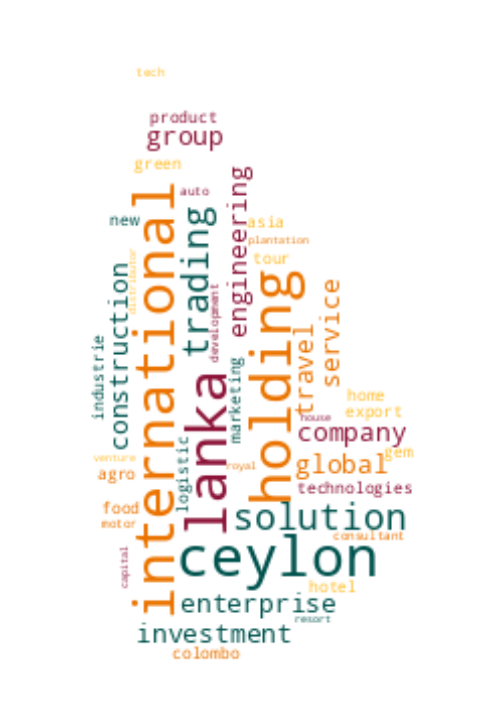 tech
product
group
green
auto
international
new
trading
engineering
asia
plantation
tour
distributor
construction
development
holding
service
industrie
marketing
travel
home
export
house
lanka
company
gem
logistic
venture
royal
global
agro
technologies
food
motor
solution
consultant
capital
ceylon
hotel
enterprise
resort
investment
colombo